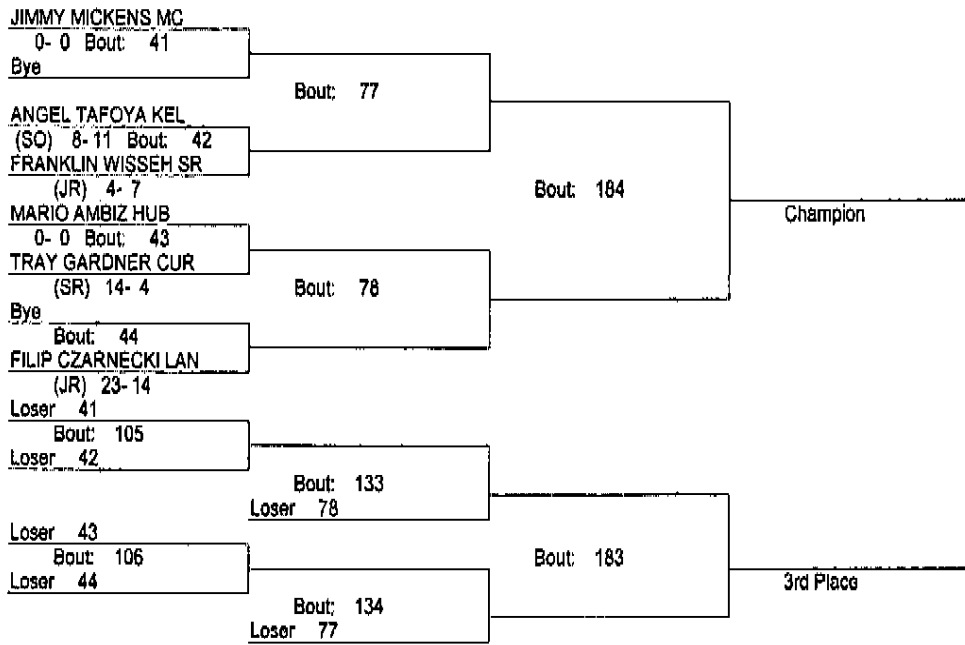 JIMMY MICKENS MC
0- 0 Bout: 41
Bye
Bout: 77
ANGEL TAFOYA KEL
(SO) 8- 11 Bout: 42
FRANKLIN WISSEH SR
(JR) 4- 7
Bout: 184
MARIO AMBIZ HUB
0- 0 Bout: 43
TRAY GARDNER CUR
(SR) 14- 4
Bout: 78
Bye
Bout: 44
FILIP CZARNECKI LAN
(JR) 23- 14
Champion
Loser 41
Bout: 105
Loser 42
Bout: 133
Loser 78
Loser 43
Bout: 106
Loser 44
Bout: 183
Bout: 134
Loser 77
3rd Place